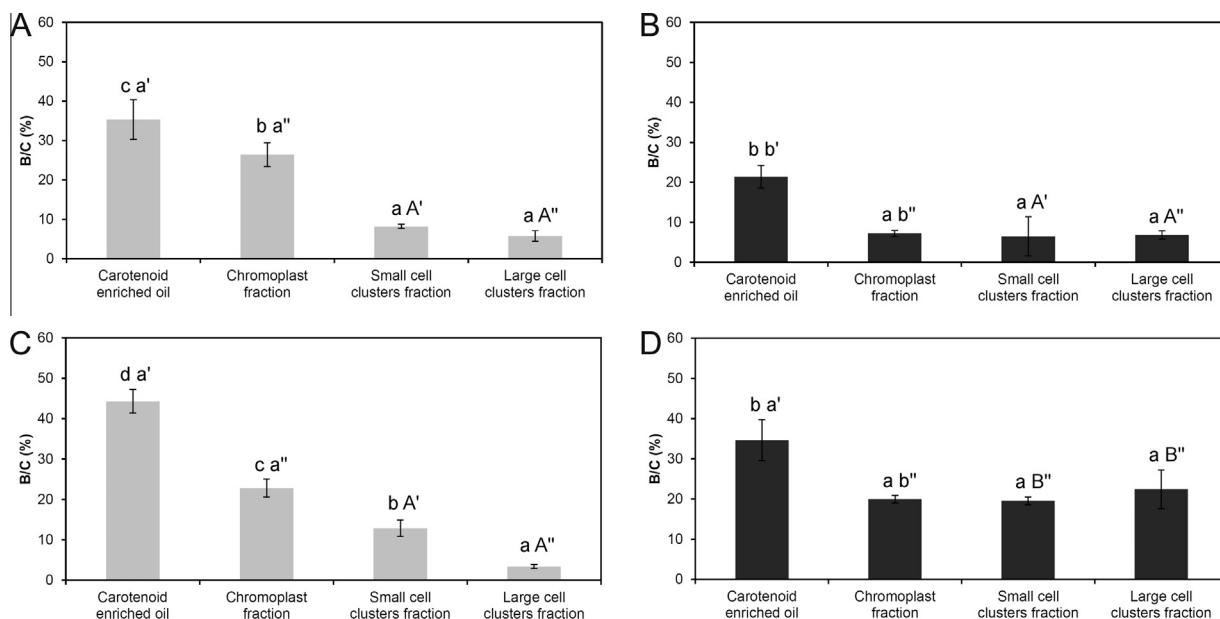 A
60
50
40
30
20
10
0
B/C (%)
c a'
b a"
a A'
a A"
Carotenoid enriched oil
Chromoplast fraction
Small cell clusters fraction
Large cell clusters fraction
B
60
50
40
30
20
10
0
B/C (%)
b b'
a b"
a A'
a A"
Carotenoid enriched oil
Chromoplast fraction
Small cell clusters fraction
Large cell clusters fraction
C
60
50
40
30
20
10
0
B/C (%)
d a'
c a"
b A'
a A"
Carotenoid enriched oil
Chromoplast fraction
Small cell clusters fraction
Large cell clusters fraction
D
60
50
40
30
20
10
0
B/C (%)
b a'
a b"
a B"
a B"
Carotenoid enriched oil
Chromoplast fraction
Small cell clusters fraction
Large cell clusters fraction